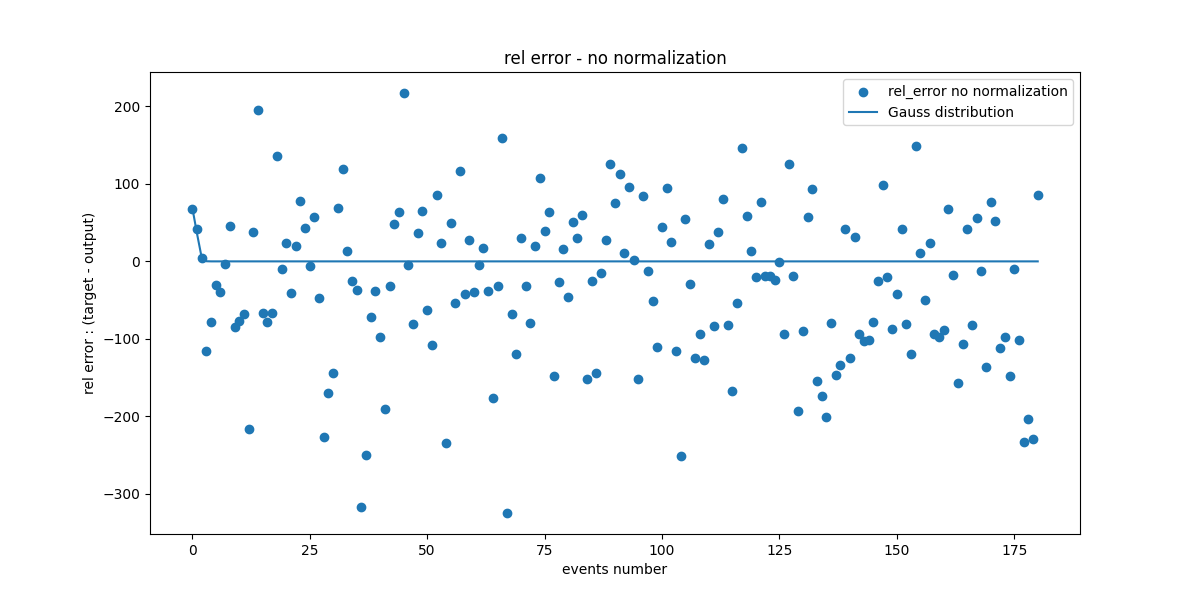 rel error - no normalization
rel_error no normalization
Gauss distribution
rel error : (target - output)
200
100
0
−100
−200
−300
0
25
50
75
100
125
150
175
events number